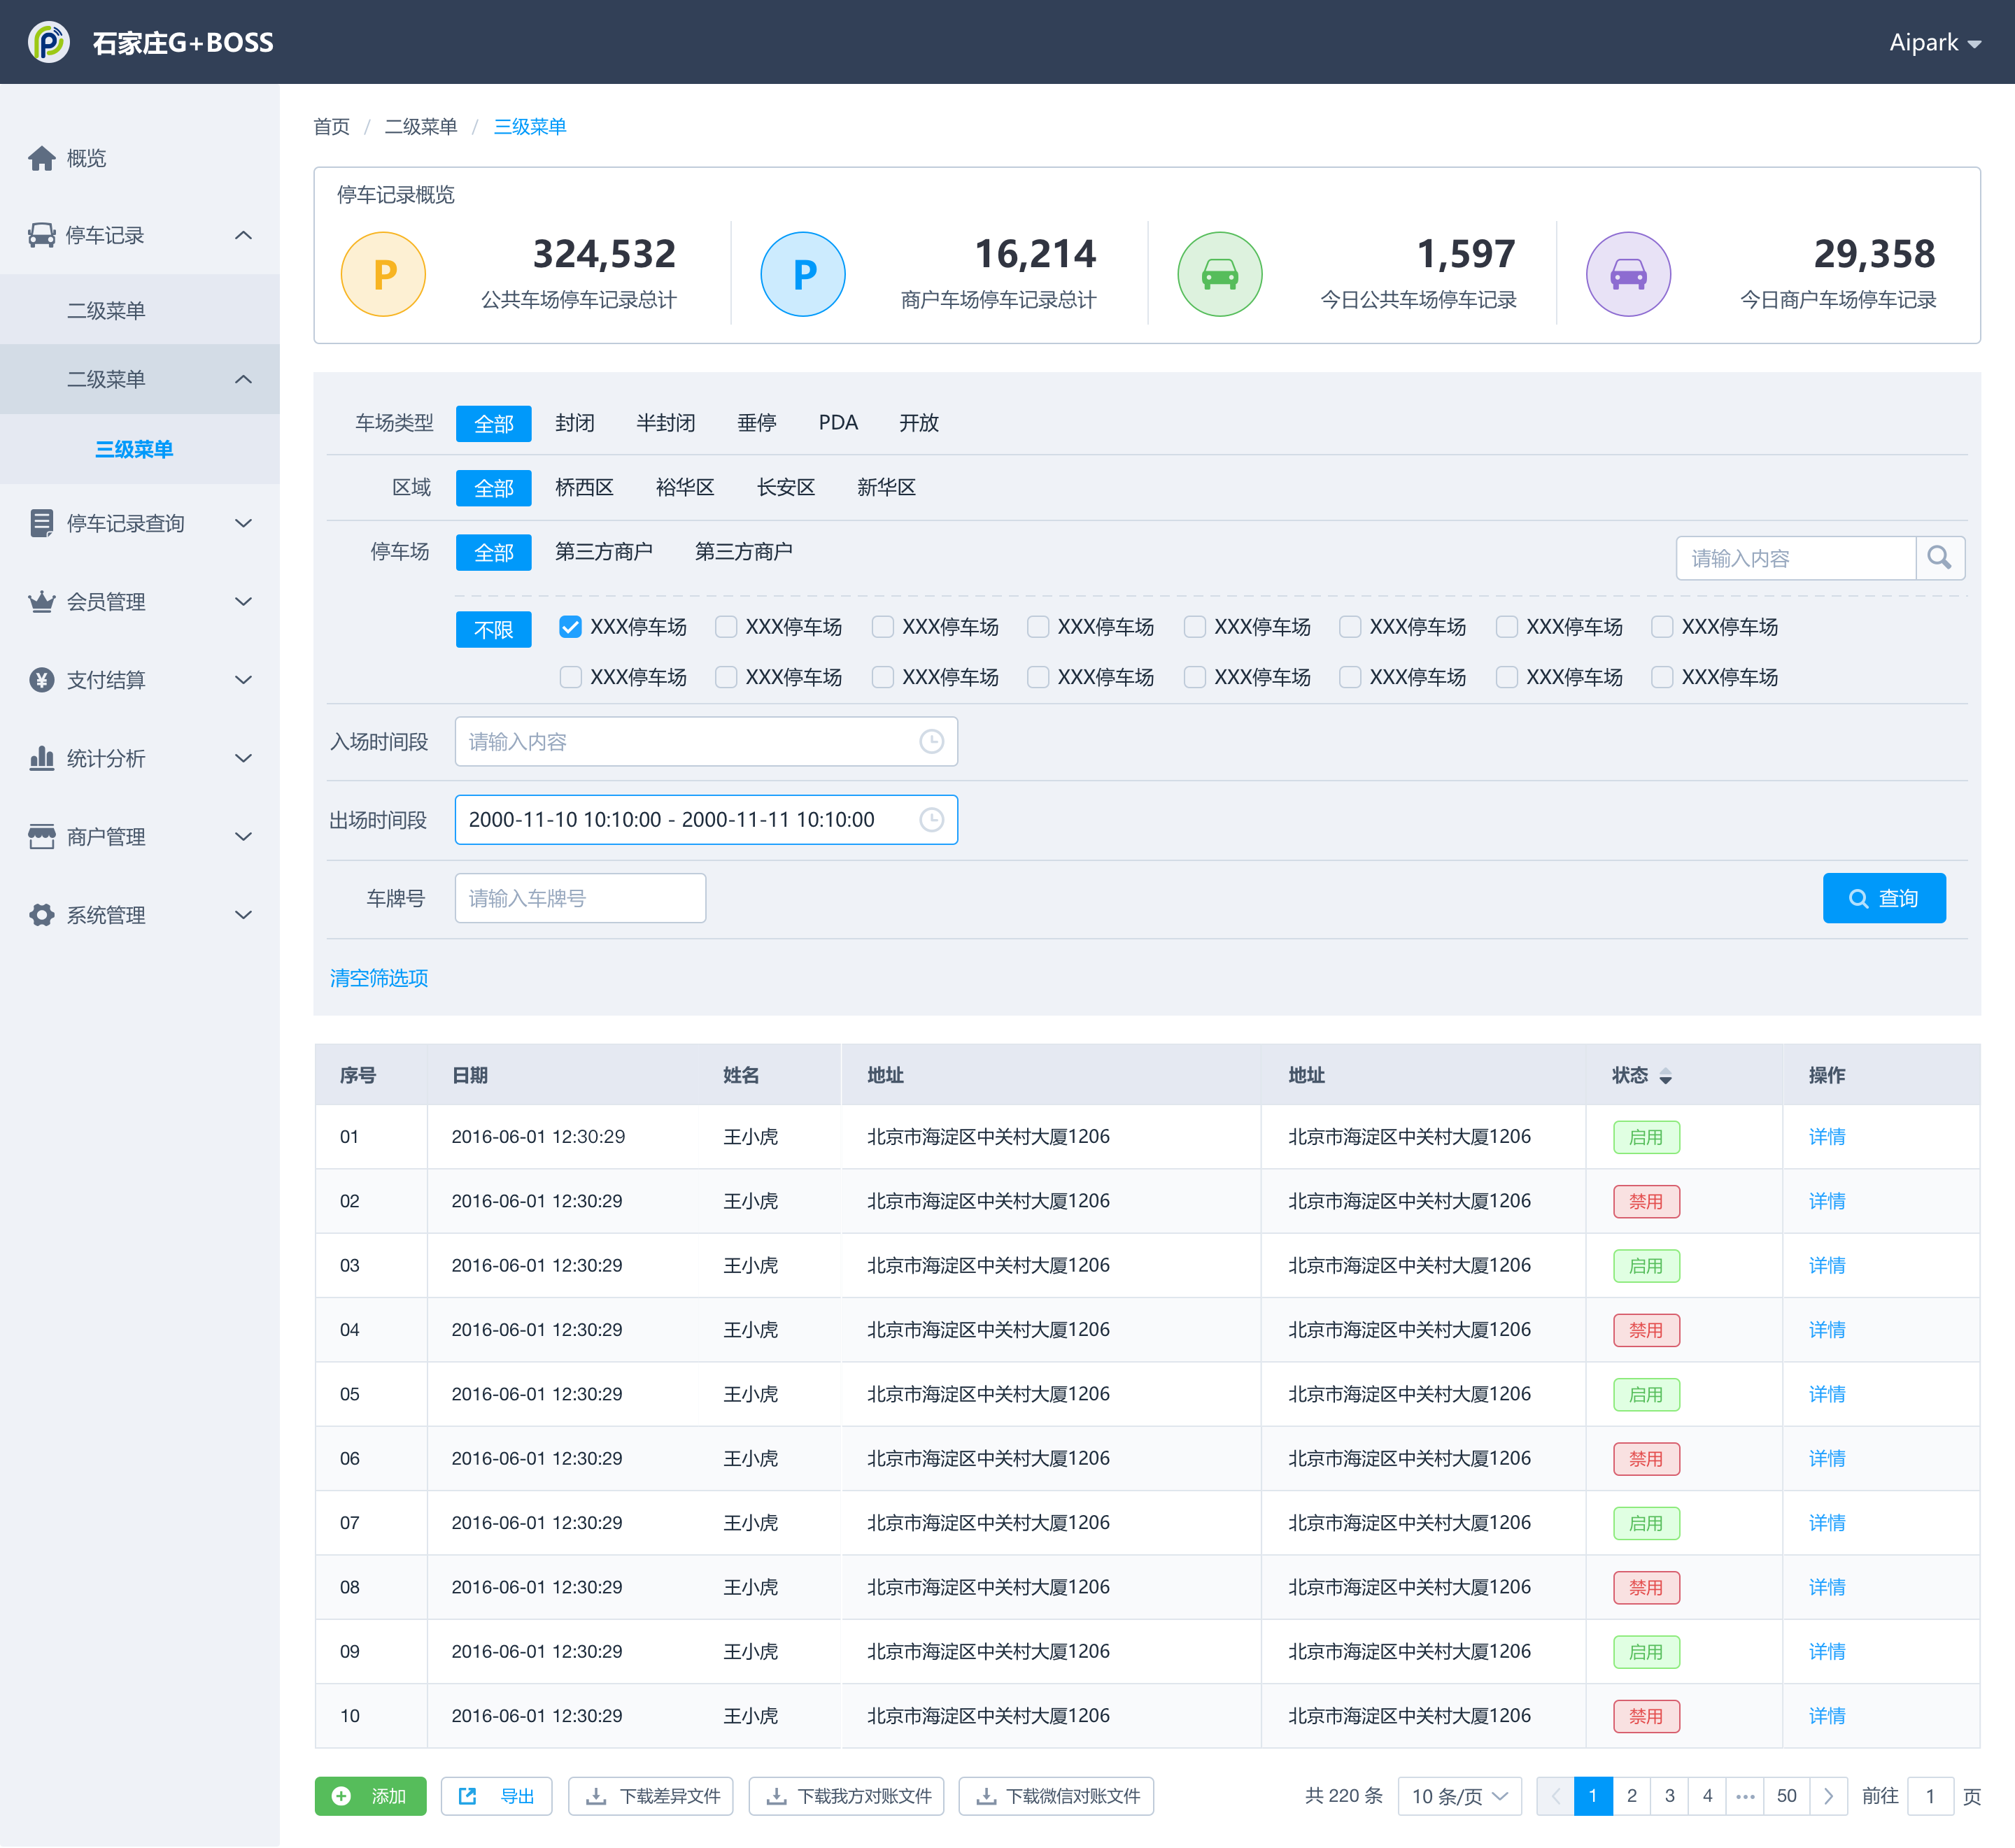 石家庄G+BOSS
Aipark
概览
停车记录
二级菜单
二级菜单
三级菜单
停车记录查询
会员管理
支付结算
统计分析
商户管理
系统管理
首页 / 二级菜单 / 三级菜单
停车记录概览
P 324,532
公共车场停车记录总计
P 16,214
商户车场停车记录总计
1,597
今日公共车场停车记录
29,358
今日商户车场停车记录
车场类型 全部 封闭 半封闭 垂停 PDA 开放
区域 全部 桥西区 裕华区 长安区 新华区
停车场 全部 第三方商户 第三方商户 请输入内容
不限 XXX停车场 XXX停车场 XXX停车场 XXX停车场 XXX停车场 XXX停车场 XXX停车场 XXX停车场
XXX停车场 XXX停车场 XXX停车场 XXX停车场 XXX停车场 XXX停车场 XXX停车场 XXX停车场
入场时间段 请输入内容
出场时间段 2000-11-10 10:10:00 - 2000-11-11 10:10:00
车牌号 请输入车牌号 查询
清空筛选项
序号 日期 姓名 地址 地址 状态 操作
01 2016-06-01 12:30:29 王小虎 北京市海淀区中关村大厦1206 北京市海淀区中关村大厦1206 启用 详情
02 2016-06-01 12:30:29 王小虎 北京市海淀区中关村大厦1206 北京市海淀区中关村大厦1206 禁用 详情
03 2016-06-01 12:30:29 王小虎 北京市海淀区中关村大厦1206 北京市海淀区中关村大厦1206 启用 详情
04 2016-06-01 12:30:29 王小虎 北京市海淀区中关村大厦1206 北京市海淀区中关村大厦1206 禁用 详情
05 2016-06-01 12:30:29 王小虎 北京市海淀区中关村大厦1206 北京市海淀区中关村大厦1206 启用 详情
06 2016-06-01 12:30:29 王小虎 北京市海淀区中关村大厦1206 北京市海淀区中关村大厦1206 禁用 详情
07 2016-06-01 12:30:29 王小虎 北京市海淀区中关村大厦1206 北京市海淀区中关村大厦1206 启用 详情
08 2016-06-01 12:30:29 王小虎 北京市海淀区中关村大厦1206 北京市海淀区中关村大厦1206 禁用 详情
09 2016-06-01 12:30:29 王小虎 北京市海淀区中关村大厦1206 北京市海淀区中关村大厦1206 启用 详情
10 2016-06-01 12:30:29 王小虎 北京市海淀区中关村大厦1206 北京市海淀区中关村大厦1206 禁用 详情
添加 导出 下载差异文件 下载我方对账文件 下载微信对账文件 共 220 条 10 条/页 1 2 3 4 ••• 50 前往 1 页